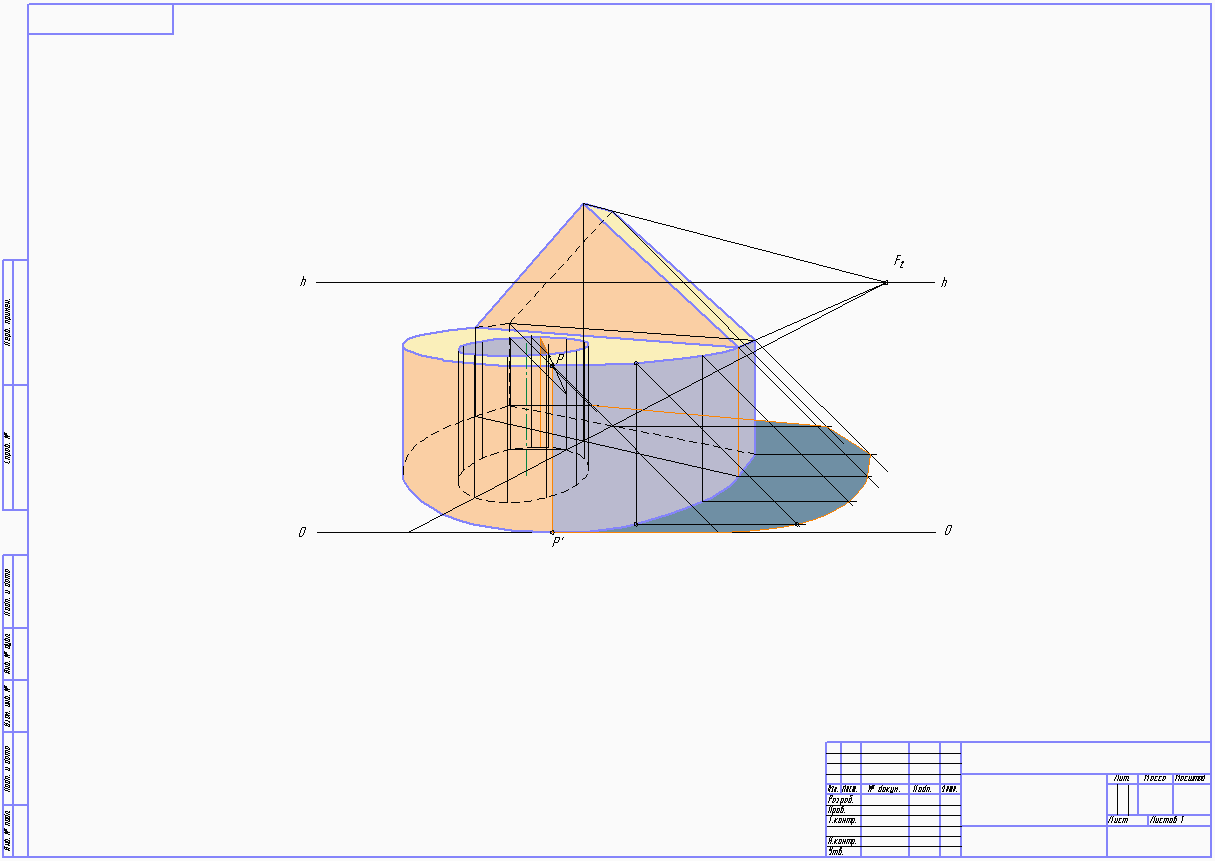 F₂
h
h
P
O
O
P'
Перв. примен.
Справ. №
Подп. и дата
Инв. № дубл.
Взам. инв. №
Подп. и дата
Инв. № подл.
Изм. Лист № докум. Подп. Дата
Разраб.
Пров.
Т.контр.
Н.контр.
Утв.
Лит. Масса Масштаб
Лист Листов 1